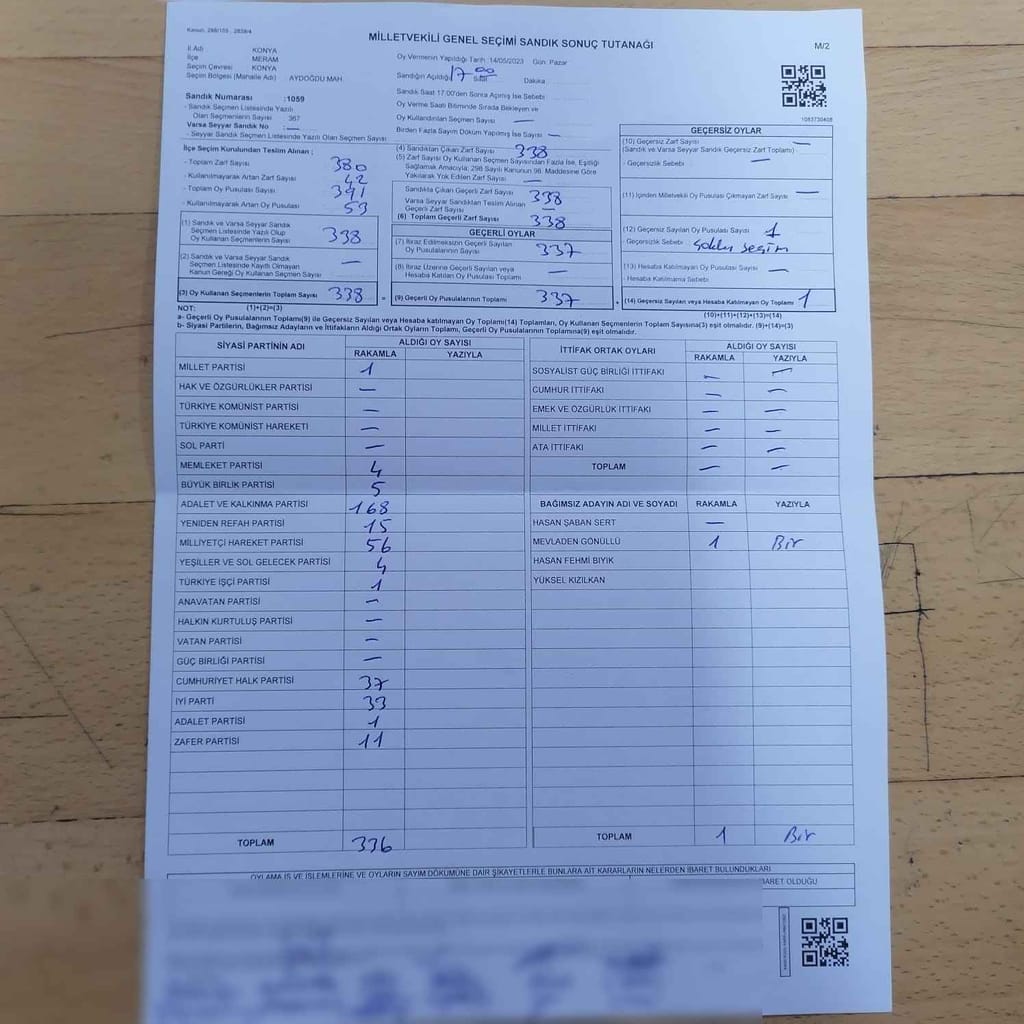 Kanun: 298/105 , 2839/4
MİLLETVEKİLİ GENEL SEÇİMİ SANDIK SONUÇ TUTANAĞI
M/2
İl Adı KONYA
İlçe MERAM
Seçim Çevresi KONYA
Seçim Bölgesi (Mahalle Adı) AYDOĞDU MAH.
Oy Vermenin Yapıldığı Tarih: 14/05/2023 Gün: Pazar
Sandığın Açıldığı 17 00 Saat Dakika
Sandık Saat 17.00'den Sonra Açımış İse Sebebi:
Oy Verme Saati Bitiminde Sırada Bekleyen ve
Oy Kullandırılan Seçmen Sayısı : —
Birden Fazla Sayım Döküm Yapılmış İse Sayısı : —
1083730408
Sandık Numarası :1059
- Sandık Seçmen Listesinde Yazılı
Olan Seçmenlerin Sayısı 367
Varsa Seyyar Sandık No : —
- Seyyar Sandık Seçmen Listesinde Yazılı Olan Seçmen Sayısı
İlçe Seçim Kurulundan Teslim Alınan ;
- Toplam Zarf Sayısı 380
- Kullanılmayarak Artan Zarf Sayısı 42
- Toplam Oy Pusulası Sayısı 391
- Kullanılmayarak Artan Oy Pusulası 53
(1) Sandık ve Varsa Seyyar Sandık
Seçmen Listesinde Yazılı Olup
Oy Kullanan Seçmenlerin Sayısı 338
(2) Sandık ve Varsa Seyyar Sandık
Seçmen Listesinde Kayıtlı Olmayan
Kanun Gereği Oy Kullanan Seçmen Sayısı —
(3) Oy Kullanan Seçmenlerin Toplam Sayısı 338
(1)+(2)=(3)
(4) Sandıktan Çıkan Zarf Sayısı 338
(5) Zarf Sayısı Oy Kullanan Seçmen Sayısından Fazla İse, Eşitliği
Sağlamak Amacıyla; 298 Sayılı Kanunun 98. Maddesine Göre
Yakılarak Yok Edilen Zarf Sayısı —
Sandıkta Çıkan Geçerli Zarf Sayısı 338
Varsa Seyyar Sandıktan Teslim Alınan
Geçerli Zarf Sayısı —
(6) Toplam Geçerli Zarf Sayısı 338
GEÇERLİ OYLAR
(7) İtiraz Edilmeksizin Geçerli Sayılan
Oy Pusulalarının Sayısı 337
(8) İtiraz Üzerine Geçerli Sayılan veya
Hesaba Katılan Oy Pusulası Toplamı —
(9) Geçerli Oy Pusulalarının Toplamı 337
GEÇERSİZ OYLAR
(10) Geçersiz Zarf Sayısı —
(Sandık ve Varsa Seyyar Sandık Geçersiz Zarf Toplamı)
- Geçersizlik Sebebi : —
(11) İçinden Milletvekili Oy Pusulası Çıkmayan Zarf Sayısı —
(12) Geçersiz Sayılan Oy Pusulası Sayısı 1
- Geçersizlik Sebebi
(13) Hesaba Katılmayan Oy Pusulası Sayısı —
- Hesaba Katılmama Sebebi
(14) Geçersiz Sayılan veya Hesaba Katılmayan Oy Toplamı 1
(10)+(11)+(12)+(13)=(14)
NOT:
a- Geçerli Oy Pusulalarının Toplamı(9) ile Geçersiz Sayılan veya Hesaba katılmayan Oy Toplamı(14) Toplamları, Oy Kullanan Seçmenlerin Toplam Sayısına(3) eşit olmalıdır. (9)+(14)=(3)
b- Siyasi Partilerin, Bağımsız Adayların ve İttifakların Aldığı Ortak Oyların Toplamı, Geçerli Oy Pusulalarının Toplamına(9) eşit olmalıdır.
SİYASİ PARTİNİN ADI ALDIĞI OY SAYISI
RAKAMLA YAZIYLA
MİLLET PARTİSİ 1
HAK VE ÖZGÜRLÜKLER PARTİSİ —
TÜRKİYE KOMÜNİST PARTİSİ —
TÜRKİYE KOMÜNİST HAREKETİ —
SOL PARTİ —
MEMLEKET PARTİSİ 4
BÜYÜK BİRLİK PARTİSİ 5
ADALET VE KALKINMA PARTİSİ 168
YENİDEN REFAH PARTİSİ 15
MİLLİYETÇİ HAREKET PARTİSİ 56
YEŞİLLER VE SOL GELECEK PARTİSİ 4
TÜRKİYE İŞÇİ PARTİSİ 1
ANAVATAN PARTİSİ —
HALKIN KURTULUŞ PARTİSİ —
VATAN PARTİSİ —
GÜÇ BİRLİĞİ PARTİSİ —
CUMHURİYET HALK PARTİSİ 37
İYİ PARTİ 33
ADALET PARTİSİ 1
ZAFER PARTİSİ 11
TOPLAM 336
İTTİFAK ORTAK OYLARI ALDIĞI OY SAYISI
RAKAMLA YAZIYLA
SOSYALİST GÜÇ BİRLİĞİ İTTİFAKI — —
CUMHUR İTTİFAKI — —
EMEK VE ÖZGÜRLÜK İTTİFAKI — —
MİLLET İTTİFAKI — —
ATA İTTİFAKI — —
TOPLAM — —
BAĞIMSIZ ADAYIN ADI VE SOYADI RAKAMLA YAZIYLA
HASAN ŞABAN SERT —
MEVLADEN GÖNÜLLÜ 1 Bir
HASAN FEHMİ BIYIK
YÜKSEL KIZILKAN
TOPLAM 1 Bir
OYLAMA İŞ VE İŞLEMLERİNE VE OYLARIN SAYIM DÖKÜMÜNE DAİR ŞİKAYETLERLE BUNLARA AİT KARARLARIN NELERDEN İBARET BULUNDUKLARI
BARET OLDUĞU